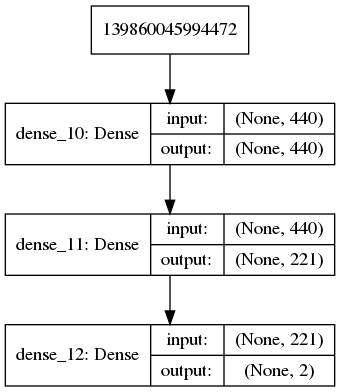 139860045994472
dense_10: Dense
input: (None, 440)
output: (None, 440)
dense_11: Dense
input: (None, 440)
output: (None, 221)
dense_12: Dense
input: (None, 221)
output: (None, 2)